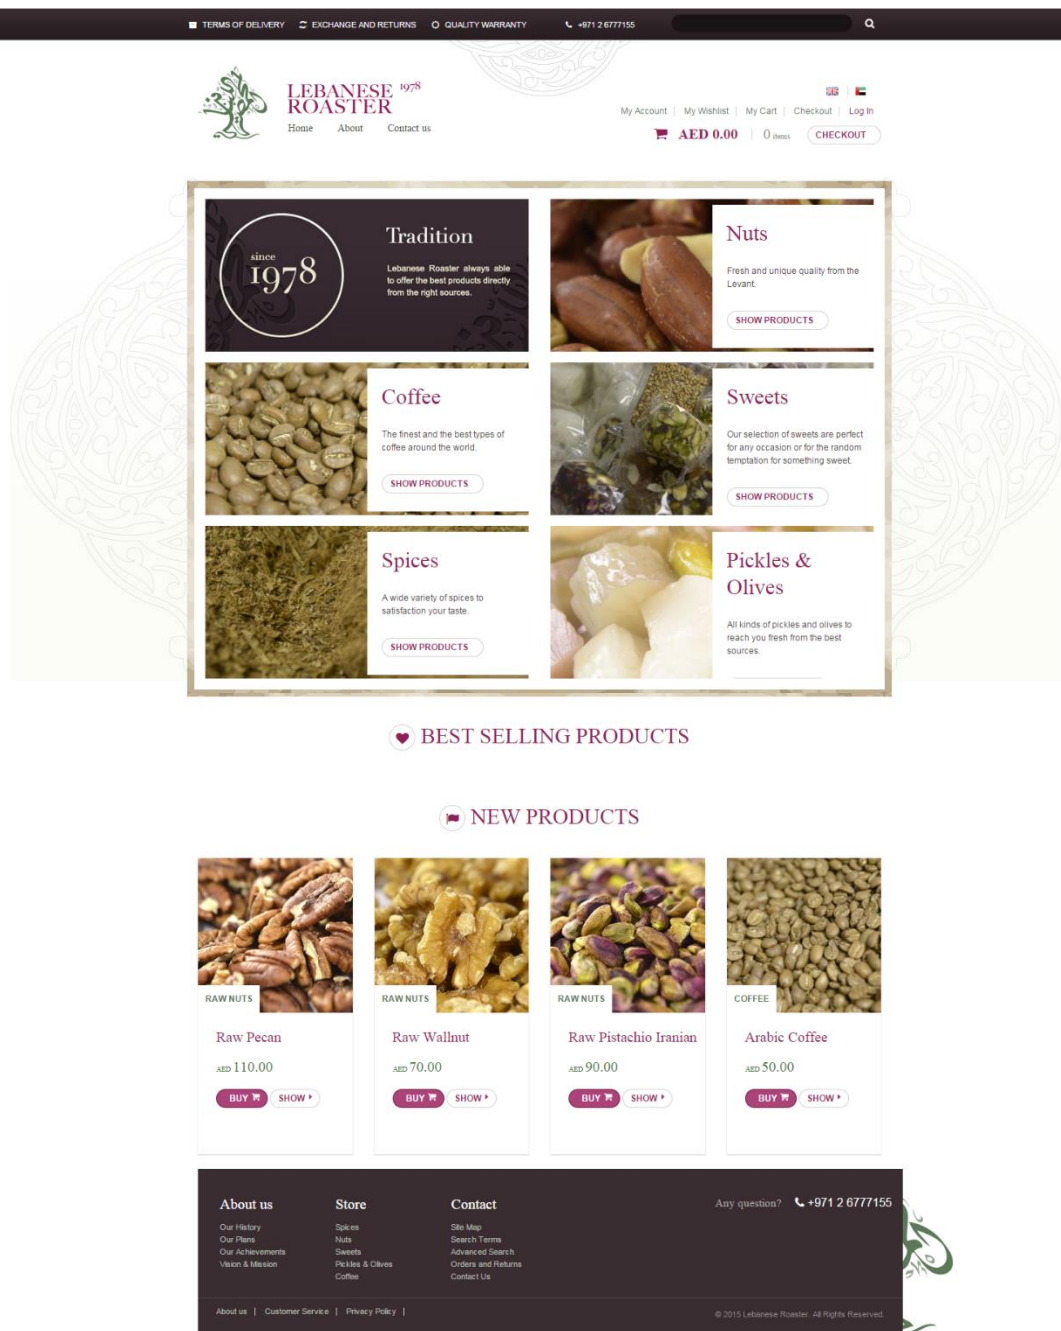 TERMS OF DELIVERY EXCHANGE AND RETURNS QUALITY WARRANTY +971 2 6777155
LEBANESE 1978
ROASTER
Home About Contact us
My Account | My Wishlist | My Cart | Checkout | Log In
AED 0.00 | 0 items CHECKOUT
since
1978
Tradition
Lebanese Roaster always able
to offer the best products directly
from the right sources.
Nuts
Fresh and unique quality from the
Levant.
SHOW PRODUCTS
Coffee
The finest and the best types of
coffee around the world.
SHOW PRODUCTS
Sweets
Our selection of sweets are perfect
for any occasion or for the random
temptation for something sweet.
SHOW PRODUCTS
Spices
A wide variety of spices to
satisfaction your taste.
SHOW PRODUCTS
Pickles &
Olives
All kinds of pickles and olives to
reach you fresh from the best
sources.
BEST SELLING PRODUCTS
NEW PRODUCTS
RAW NUTS
Raw Pecan
AED 110.00
BUY SHOW
RAW NUTS
Raw Wallnut
AED 70.00
BUY SHOW
RAW NUTS
Raw Pistachio Iranian
AED 90.00
BUY SHOW
COFFEE
Arabic Coffee
AED 50.00
BUY SHOW
About us
Our History
Our Plans
Our Achievements
Vision & Mission
Store
Spices
Nuts
Sweets
Pickles & Olives
Coffee
Contact
Site Map
Search Terms
Advanced Search
Orders and Returns
Contact Us
Any question? +971 2 6777155
About us | Customer Service | Privacy Policy |
© 2015 Lebanese Roaster. All Rights Reserved.